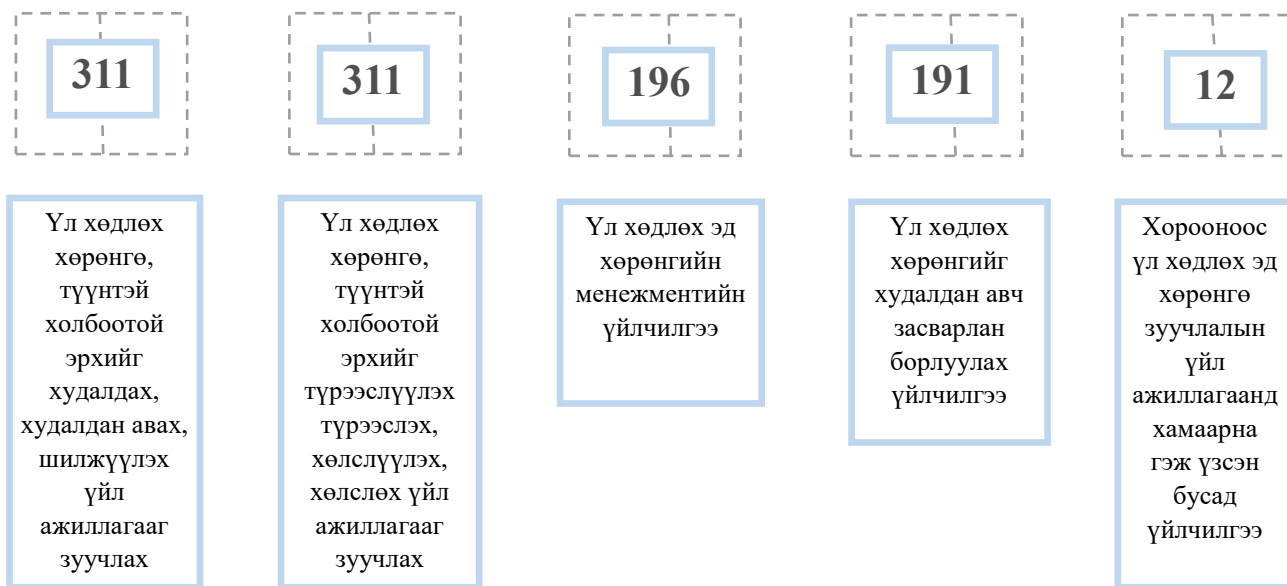 311
311
196
191
12
Үл хөдлөх
хөрөнгө,
түүнтэй
холбоотой
эрхийг
худалдах,
худалдан авах,
шилжүүлэх
үйл
ажиллагааг
зуучлах
Үл хөдлөх
хөрөнгө,
түүнтэй
холбоотой
эрхийг
түрээслүүлэх
түрээслэх,
хөлслүүлэх,
хөлслөх үйл
ажиллагааг
зуучлах
Үл хөдлөх эд
хөрөнгийн
менежментийн
үйлчилгээ
Үл хөдлөх
хөрөнгийг
худалдан авч
засварлан
борлуулах
үйлчилгээ
Хорооноос
үл хөдлөх эд
хөрөнгө
зуучлалын
үйл
ажиллагаанд
хамаарна
гэж үзсэн
бусад
үйлчилгээ